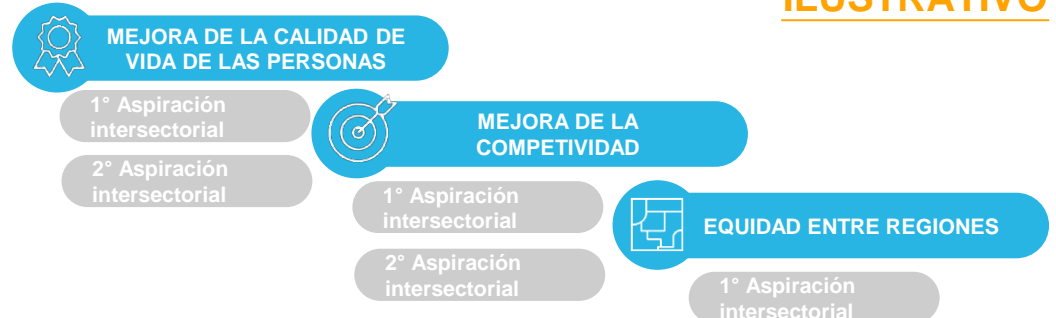 ILUSTRATIVO
MEJORA DE LA CALIDAD DE
VIDA DE LAS PERSONAS
1° Aspiración
intersectorial
2° Aspiración
intersectorial
MEJORA DE LA
COMPETIVIDAD
1° Aspiración
intersectorial
2° Aspiración
intersectorial
EQUIDAD ENTRE REGIONES
1° Aspiración
intersectorial